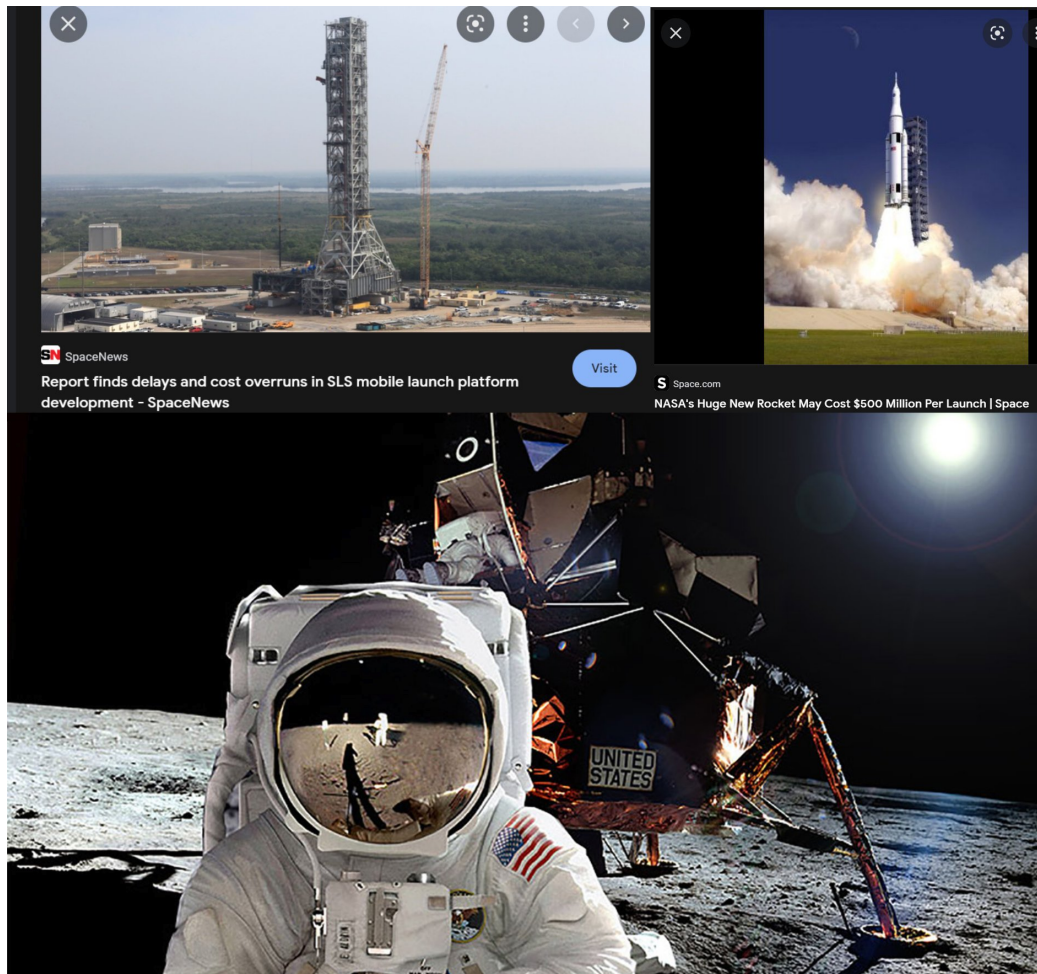 SN SpaceNews
Visit
Report finds delays and cost overruns in SLS mobile launch platform
development - SpaceNews
S Space.com
NASA's Huge New Rocket May Cost $500 Million Per Launch | Space
UNITED
STATES